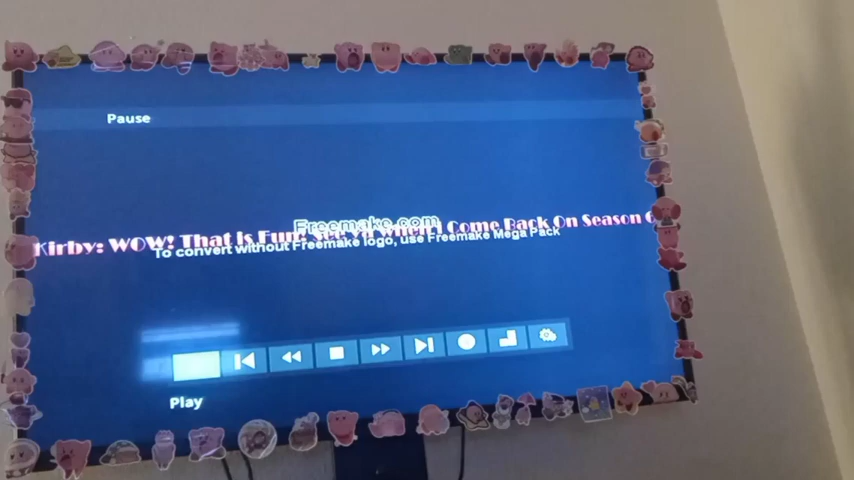 Pause
Freemake.com
Kirby: WOW! That is Fun! See ya when I Come Back On Season 6
To convert without Freemake logo, use Freemake Mega Pack
Play